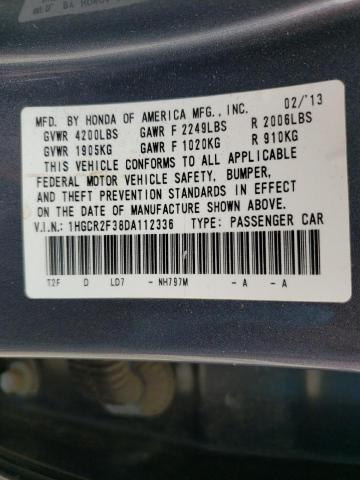 MFD. BY HONDA OF AMERICA MFG., INC. 02/'13
GVWR 4200LBS GAWR F 2249LBS R 2006LBS
GVWR 1905KG GAWR F 1020KG R 910KG
THIS VEHICLE CONFORMS TO ALL APPLICABLE
FEDERAL MOTOR VEHICLE SAFETY, BUMPER,
AND THEFT PREVENTION STANDARDS IN EFFECT
ON THE DATE OF MANUFACTURE SHOWN ABOVE.
V.I.N.: 1HGCR2F38DA112336 TYPE: PASSENGER CAR
T2F D LD7 - NH797M - A - A